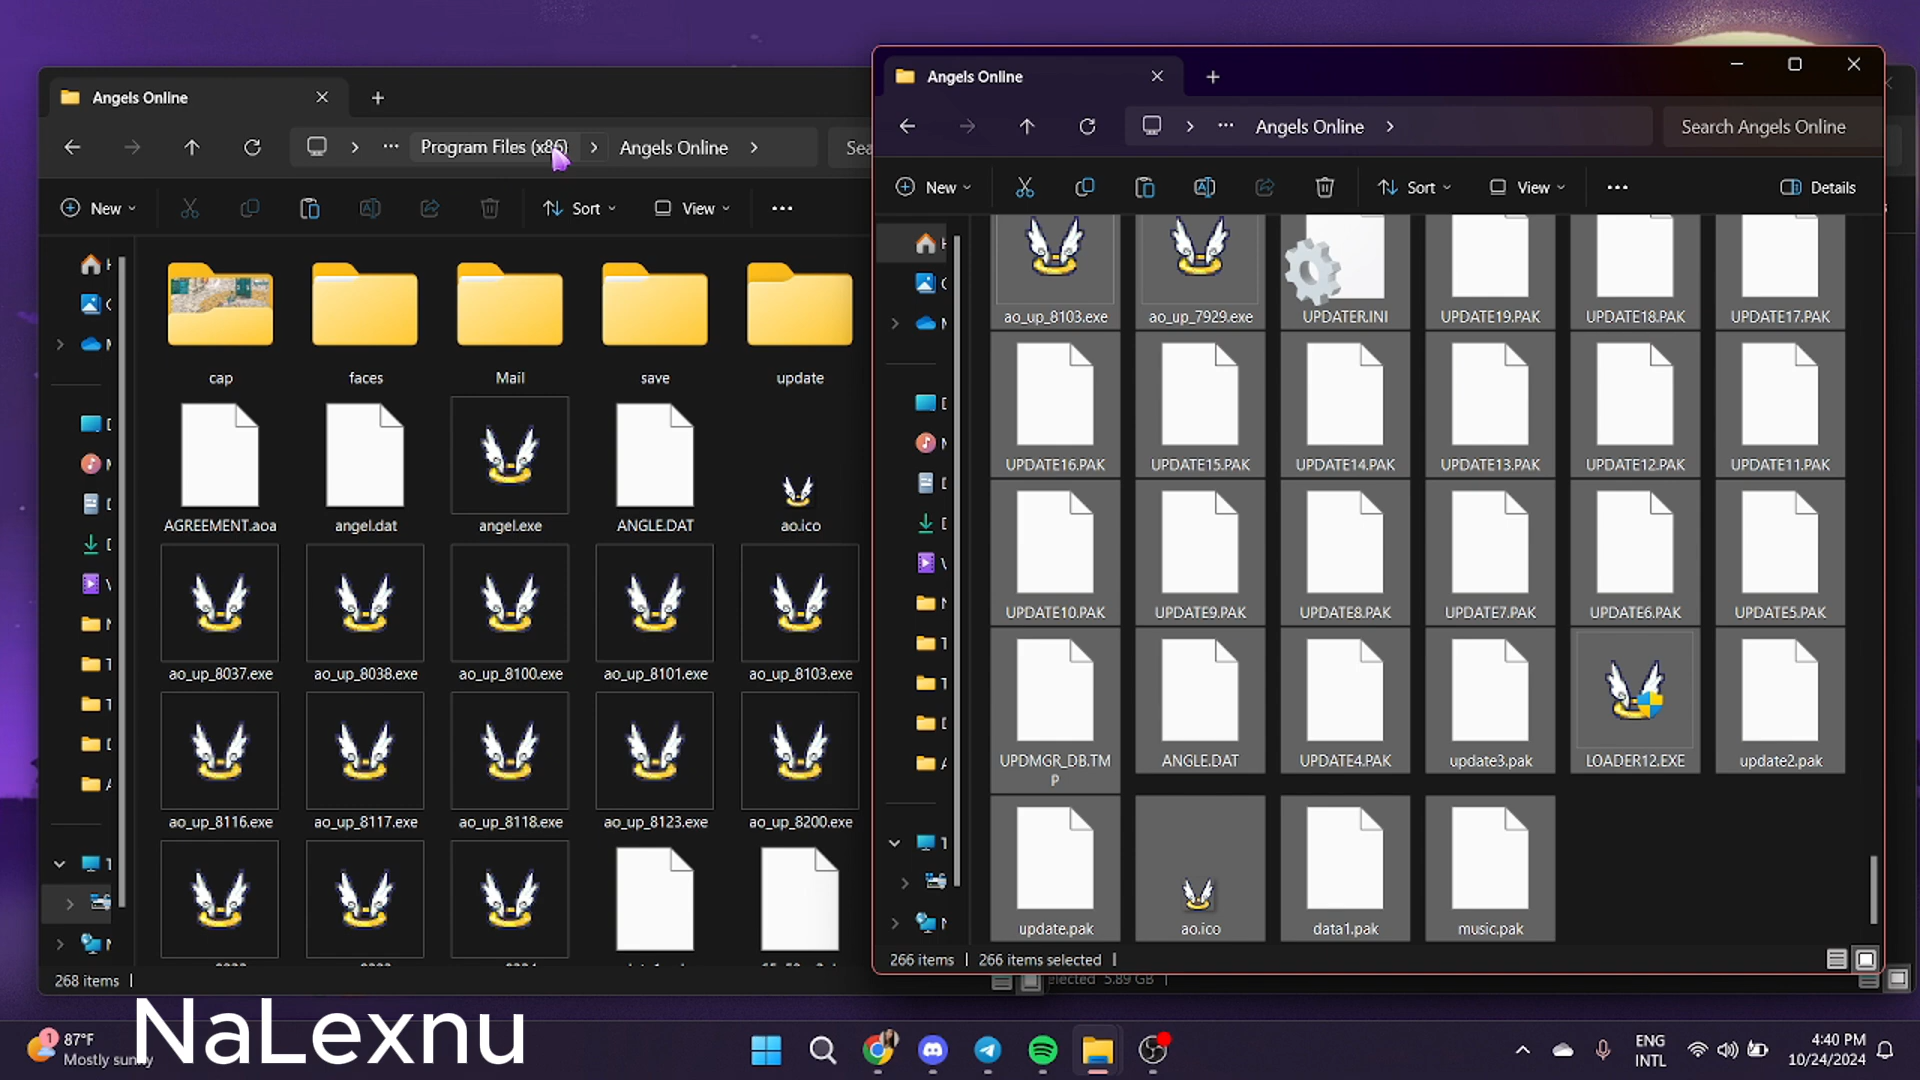 Angels Online
Program Files (x86)
Angels Online
Sea
New
Sort
View
cap
faces
Mail
save
update
AGREEMENT.aoa
angel.dat
angel.exe
ANGLE.DAT
ao.ico
ao_up_8037.exe
ao_up_8038.exe
ao_up_8100.exe
ao_up_8101.exe
ao_up_8103.exe
ao_up_8116.exe
ao_up_8117.exe
ao_up_8118.exe
ao_up_8123.exe
ao_up_8200.exe
268 items
Angels Online
Angels Online
Search Angels Online
New
Sort
View
Details
ao_up_8103.exe
ao_up_7929.exe
UPDATER.INI
UPDATE19.PAK
UPDATE18.PAK
UPDATE17.PAK
UPDATE16.PAK
UPDATE15.PAK
UPDATE14.PAK
UPDATE13.PAK
UPDATE12.PAK
UPDATE11.PAK
UPDATE10.PAK
UPDATE9.PAK
UPDATE8.PAK
UPDATE7.PAK
UPDATE6.PAK
UPDATE5.PAK
UPDMGR_DB.TM
P
ANGLE.DAT
UPDATE4.PAK
update3.pak
LOADER12.EXE
update2.pak
update.pak
ao.ico
data1.pak
music.pak
266 items
266 items selected
elected 5.89 GB
1
87°F
Mostly sunny
NaLexnu
ENG
INTL
4:40 PM
10/24/2024